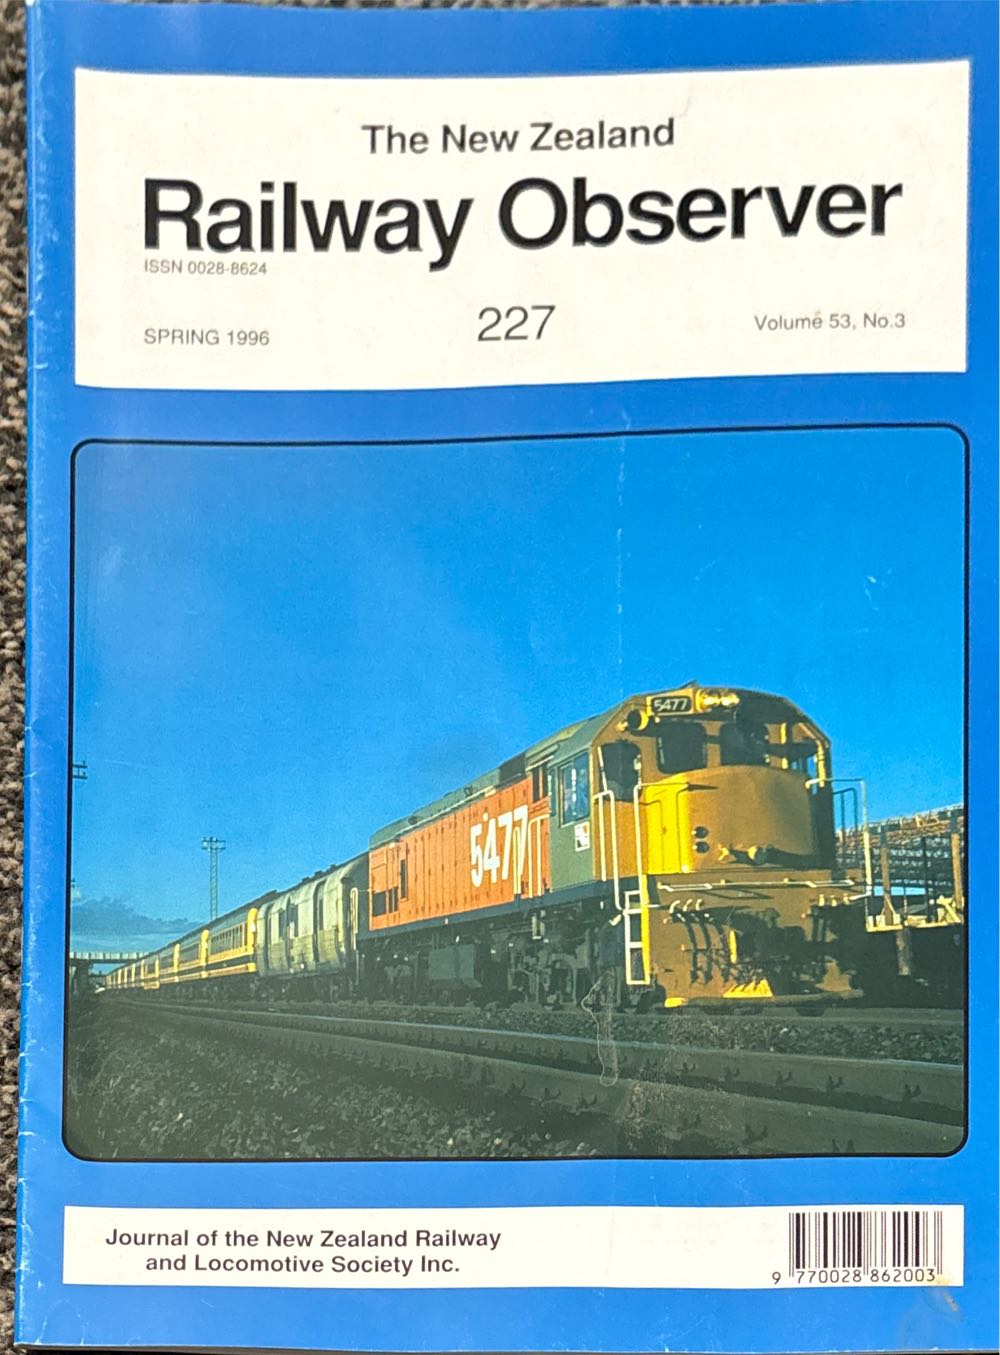 The New Zealand
Railway Observer
ISSN 0028-8624
SPRING 1996
227
Volume 53, No.3
5477
5477
Journal of the New Zealand Railway
and Locomotive Society Inc.
9 770028 862003